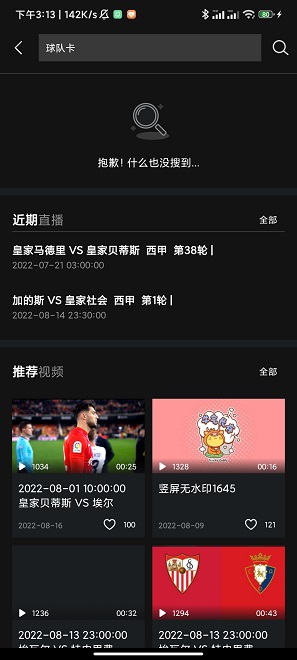 下午3:13 | 142K/s
80
球队卡
抱歉! 什么也没搜到...
近期直播
全部
皇家马德里 VS 皇家贝蒂斯 西甲 第38轮 |
2022-07-21 03:00:00
加的斯 VS 皇家社会 西甲 第1轮 |
2022-08-14 23:30:00
推荐视频
全部
1034
00:25
1328
00:16
2022-08-01 10:00:00
皇家贝蒂斯 VS 埃尔
竖屏无水印1645
2022-08-16
100
2022-08-09
121
1236
00:32
1294
00:43
2022-08-13 23:00:00
2022-08-13 23:00:00